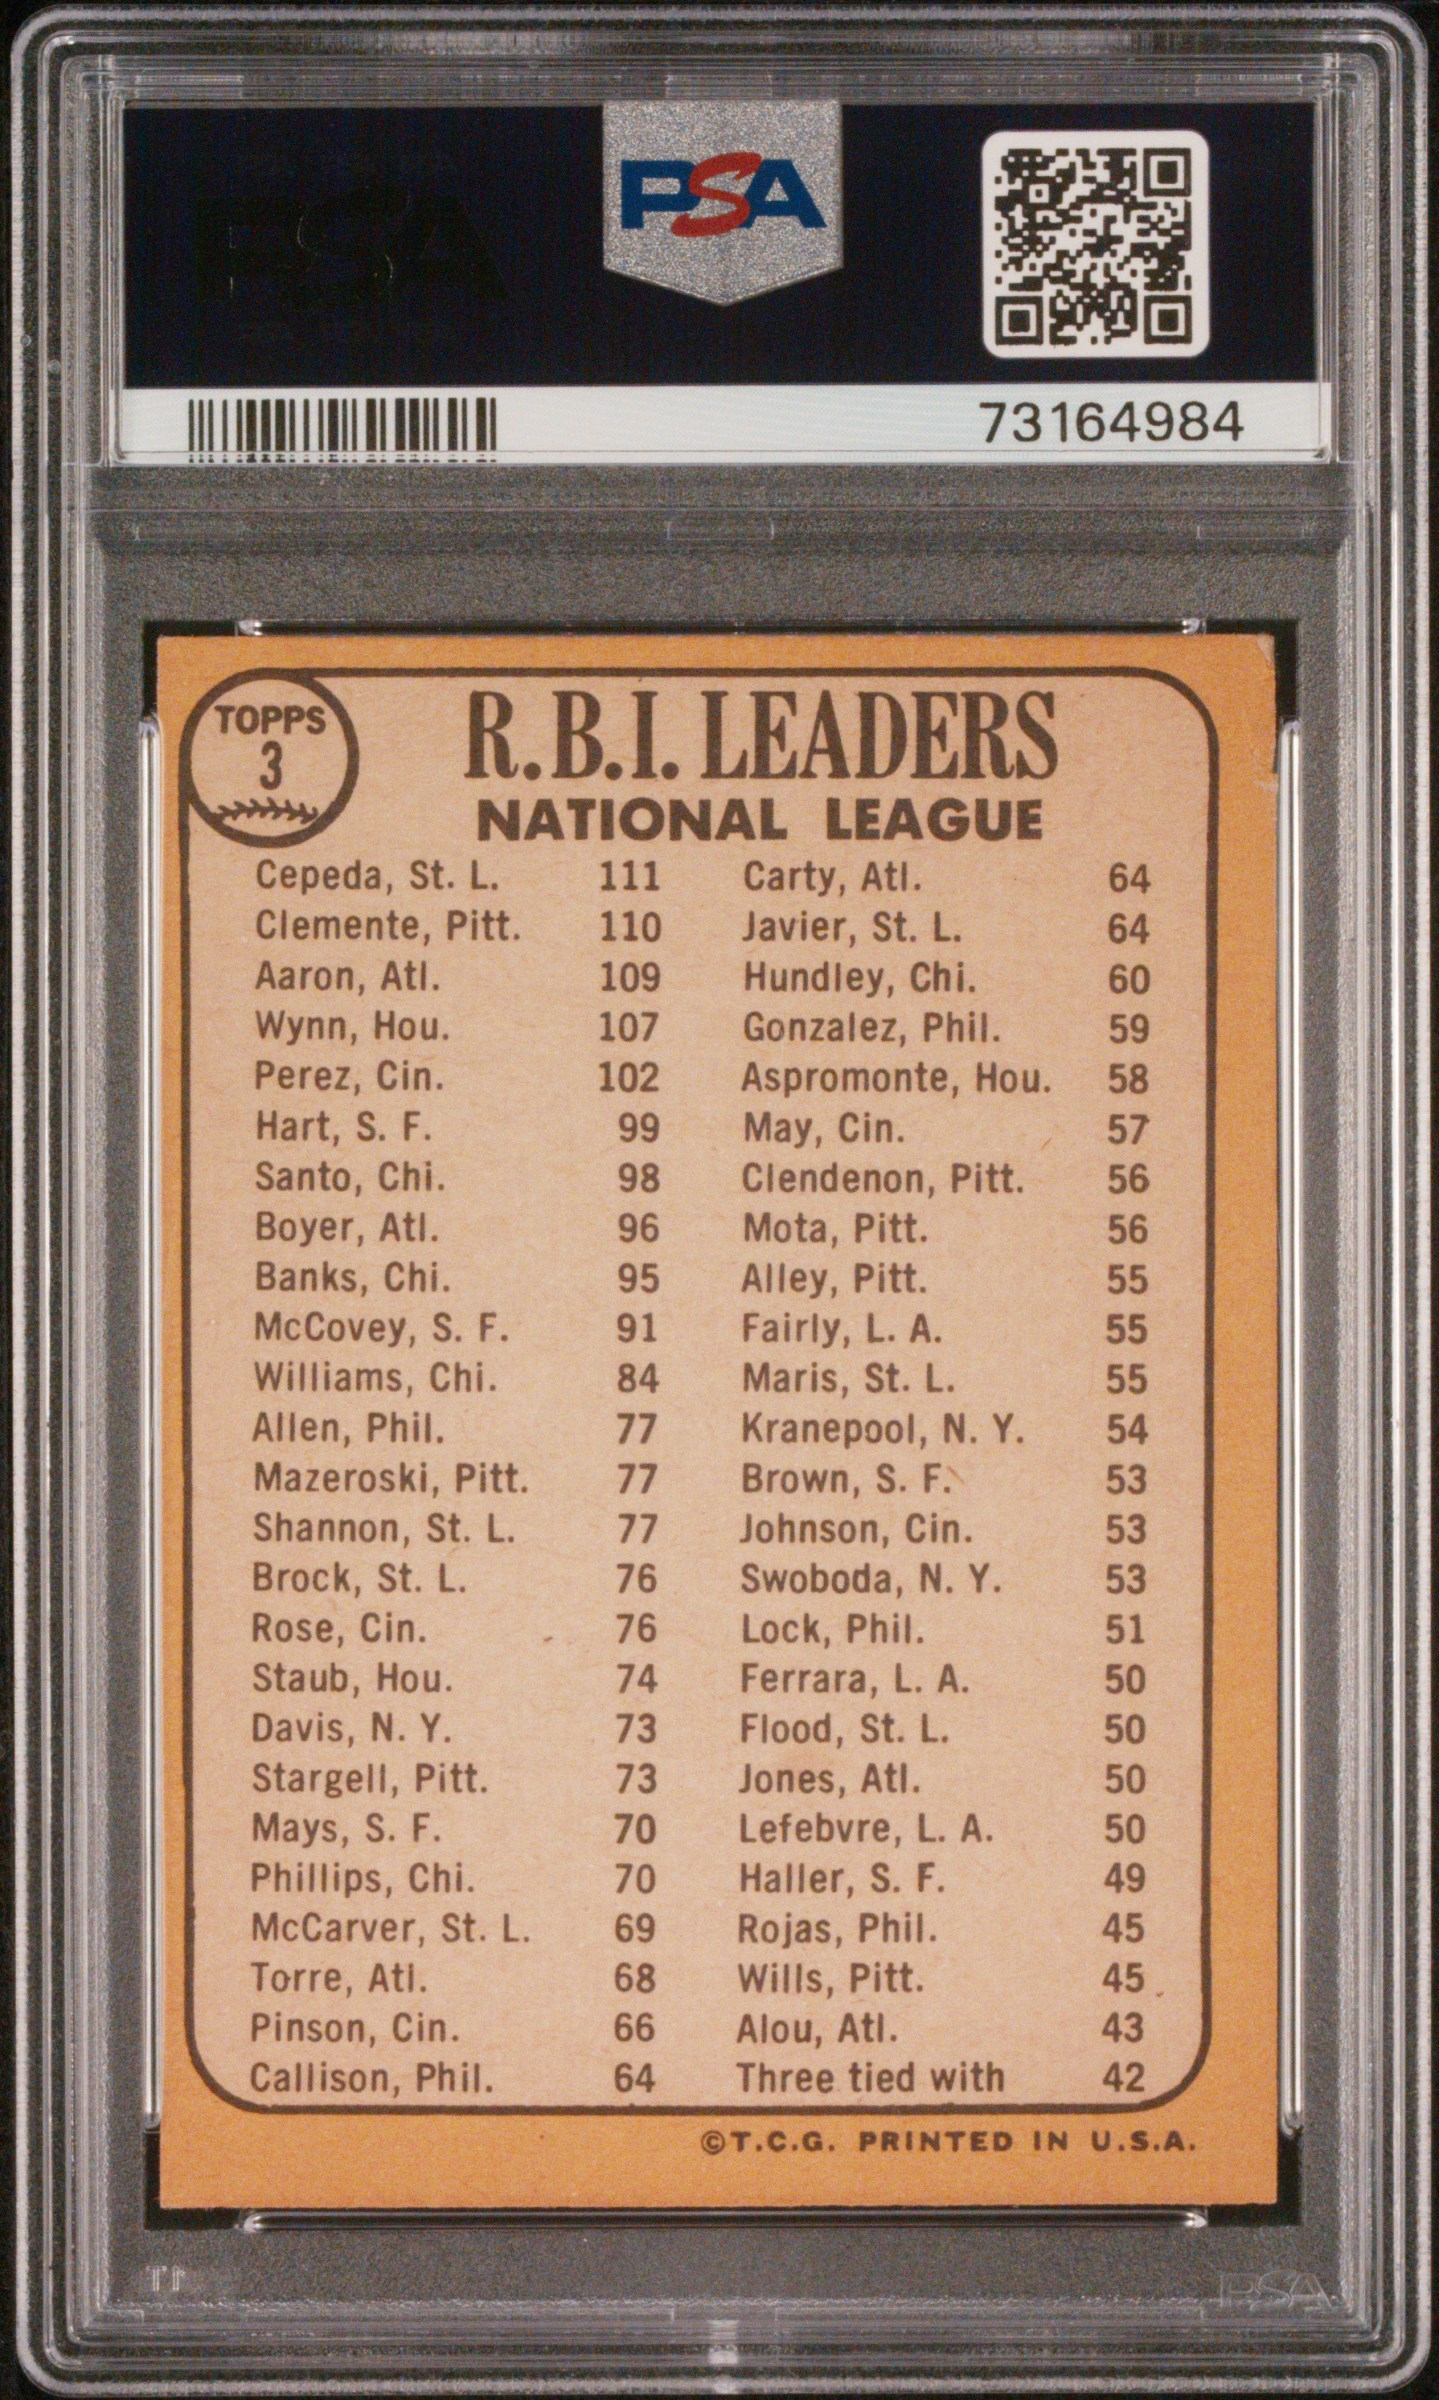 PSA
73164984
TOPPS
3
R.B.I. LEADERS
NATIONAL LEAGUE
Cepeda, St. L. 111 Carty, Atl. 64
Clemente, Pitt. 110 Javier, St. L. 64
Aaron, Atl. 109 Hundley, Chi. 60
Wynn, Hou. 107 Gonzalez, Phil. 59
Perez, Cin. 102 Aspromonte, Hou. 58
Hart, S. F. 99 May, Cin. 57
Santo, Chi. 98 Clendenon, Pitt. 56
Boyer, Atl. 96 Mota, Pitt. 56
Banks, Chi. 95 Alley, Pitt. 55
McCovey, S. F. 91 Fairly, L. A. 55
Williams, Chi. 84 Maris, St. L. 55
Allen, Phil. 77 Kranepool, N. Y. 54
Mazeroski, Pitt. 77 Brown, S. F. 53
Shannon, St. L. 77 Johnson, Cin. 53
Brock, St. L. 76 Swoboda, N. Y. 53
Rose, Cin. 76 Lock, Phil. 51
Staub, Hou. 74 Ferrara, L. A. 50
Davis, N. Y. 73 Flood, St. L. 50
Stargell, Pitt. 73 Jones, Atl. 50
Mays, S. F. 70 Lefebvre, L. A. 50
Phillips, Chi. 70 Haller, S. F. 49
McCarver, St. L. 69 Rojas, Phil. 45
Torre, Atl. 68 Wills, Pitt. 45
Pinson, Cin. 66 Alou, Atl. 43
Callison, Phil. 64 Three tied with 42
©T.C.G. PRINTED IN U.S.A.
PSA